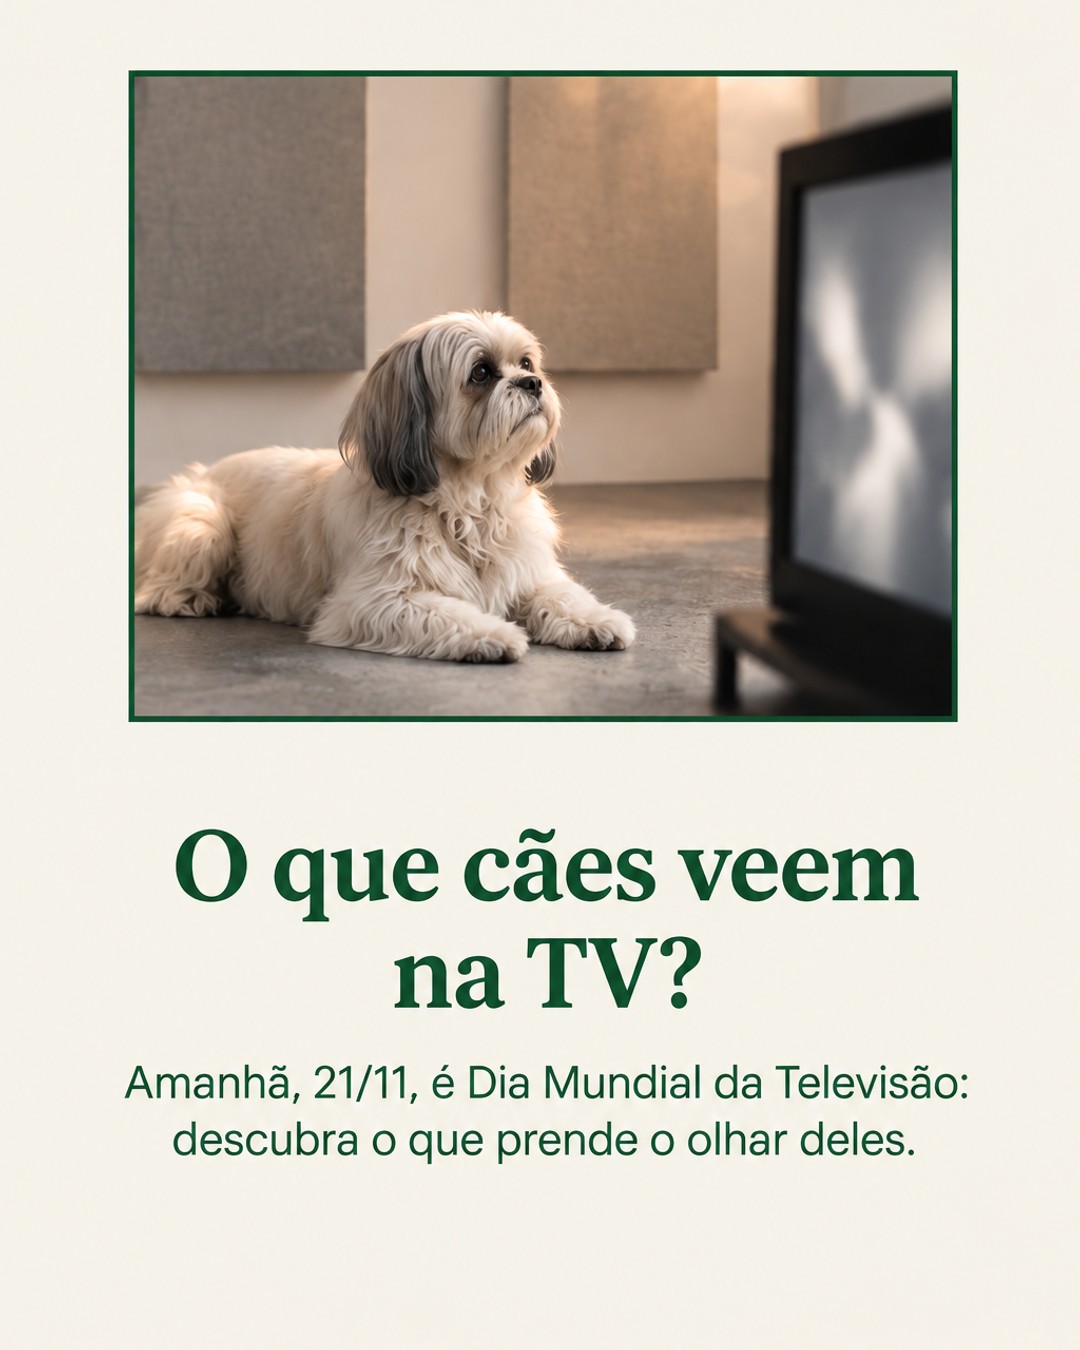 O que cães veem
na TV?
Amanhã, 21/11, é Dia Mundial da Televisão:
descubra o que prende o olhar deles.